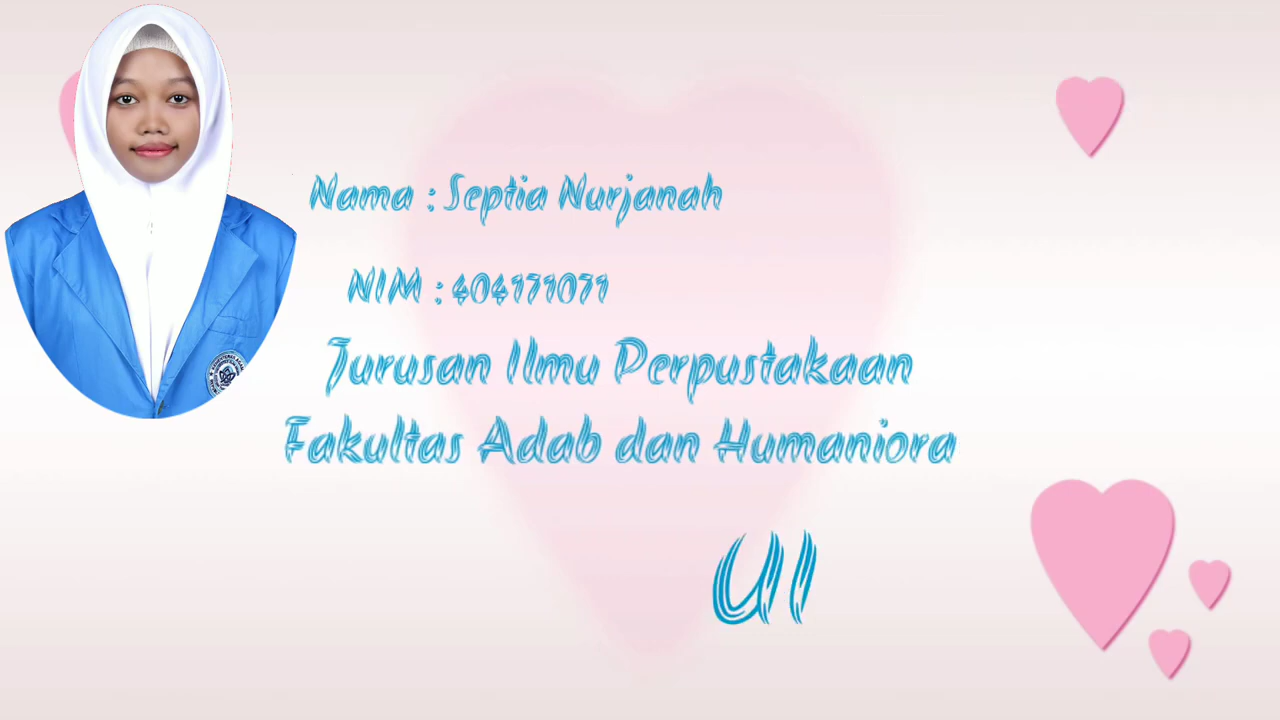 Nama : Septia Nurjanah
NIM : 404171071
Jurusan Ilmu Perpustakaan
Fakultas Adab dan Humaniora
UI